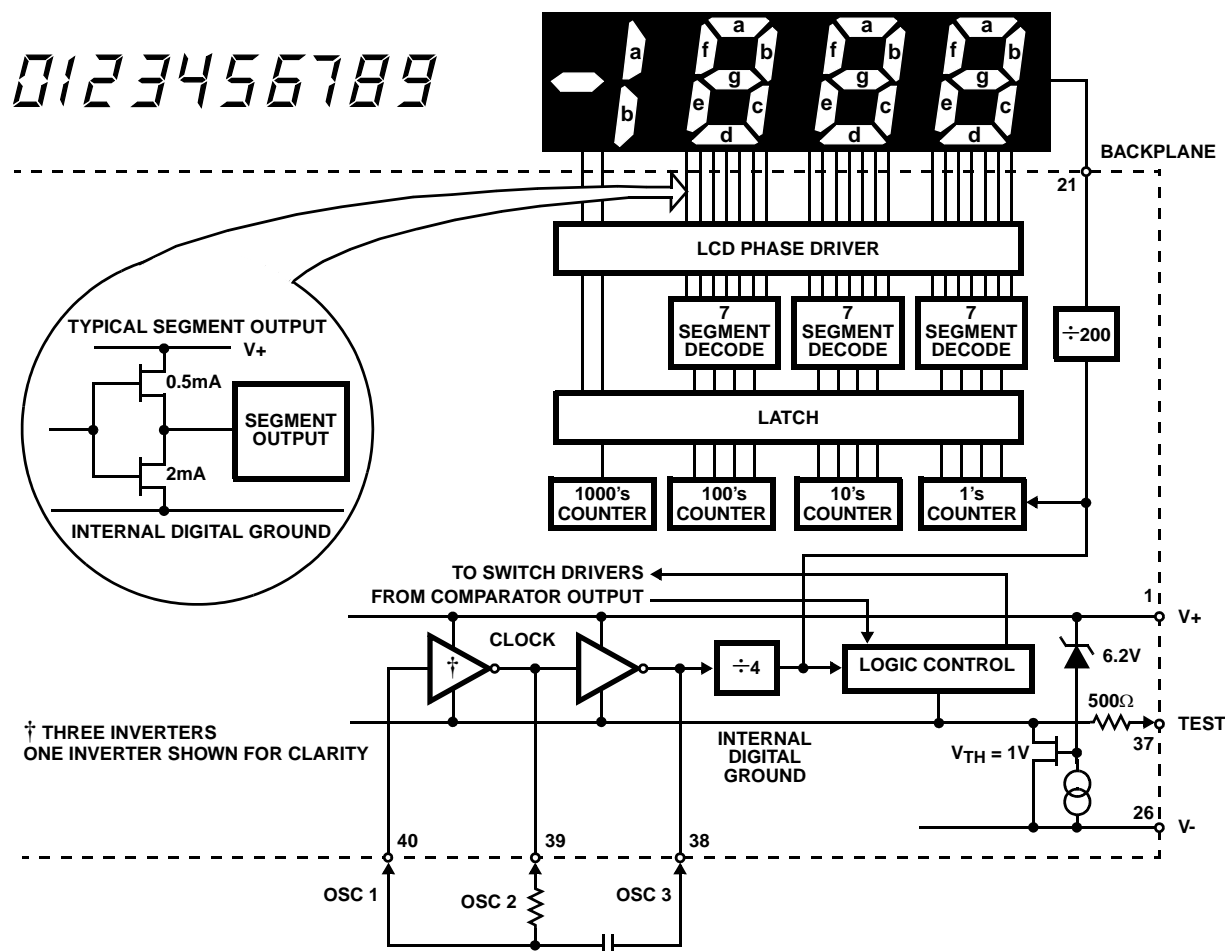 0123456789
a
b
a
f b
g
e c
d
a
f b
g
e c
d
a
f b
g
e c
d
BACKPLANE
21
LCD PHASE DRIVER
TYPICAL SEGMENT OUTPUT
V+
0.5mA
SEGMENT
OUTPUT
2mA
INTERNAL DIGITAL GROUND
7
SEGMENT
DECODE
7
SEGMENT
DECODE
7
SEGMENT
DECODE
÷200
LATCH
1000's
COUNTER
100's
COUNTER
10's
COUNTER
1's
COUNTER
TO SWITCH DRIVERS
FROM COMPARATOR OUTPUT
1
V+
CLOCK
†
÷4
LOGIC CONTROL
6.2V
500Ω
TEST
37
† THREE INVERTERS
ONE INVERTER SHOWN FOR CLARITY
INTERNAL
DIGITAL
GROUND
VTH = 1V
26
V-
40
39
38
OSC 1
OSC 2
OSC 3